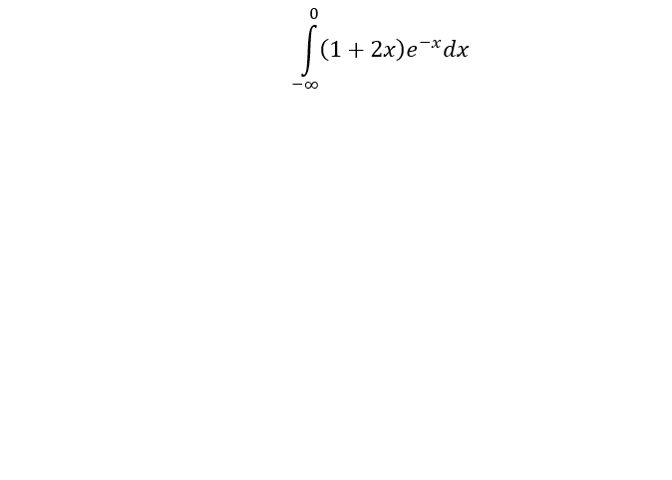 ∫_{−∞}^{0} (1 + 2x)e^{−x}dx